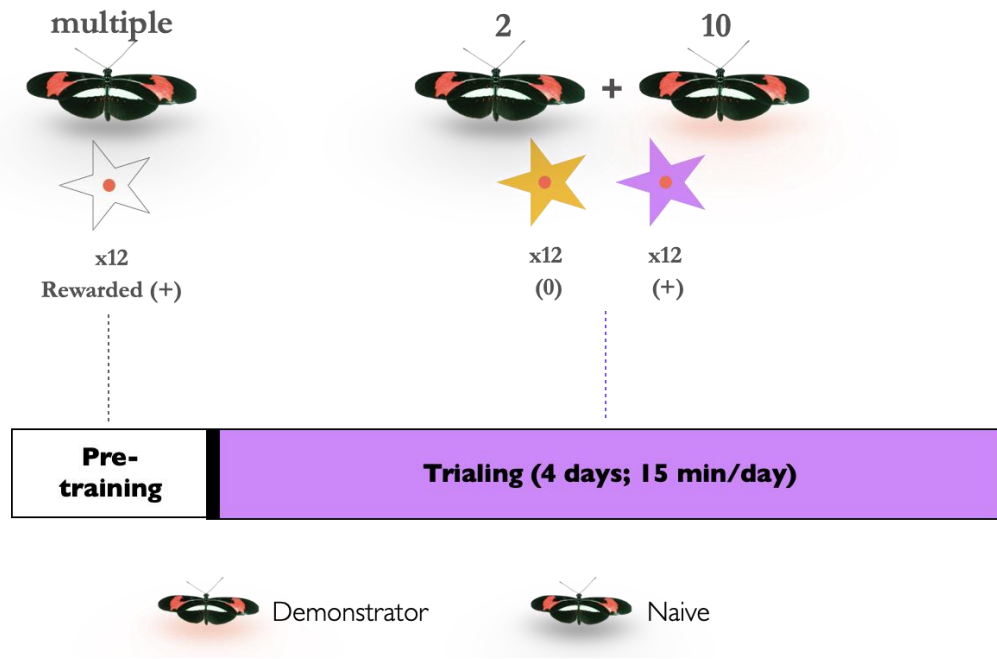 multiple
2
10
+
x12
Rewarded (+)
x12
(0)
x12
(+)
Pre-
training
Trialing (4 days; 15 min/day)
Demonstrator
Naive